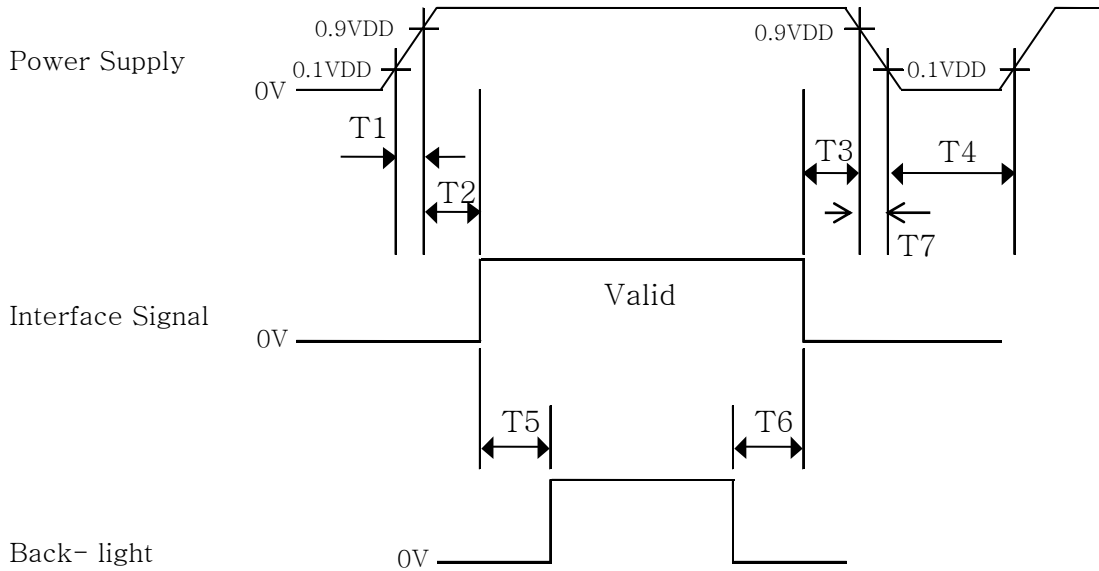 0.9VDD
0.9VDD
Power Supply
0.1VDD
0.1VDD
0V
T1
T3
T4
T2
T7
Valid
Interface Signal
0V
T5
T6
Back- light
0V